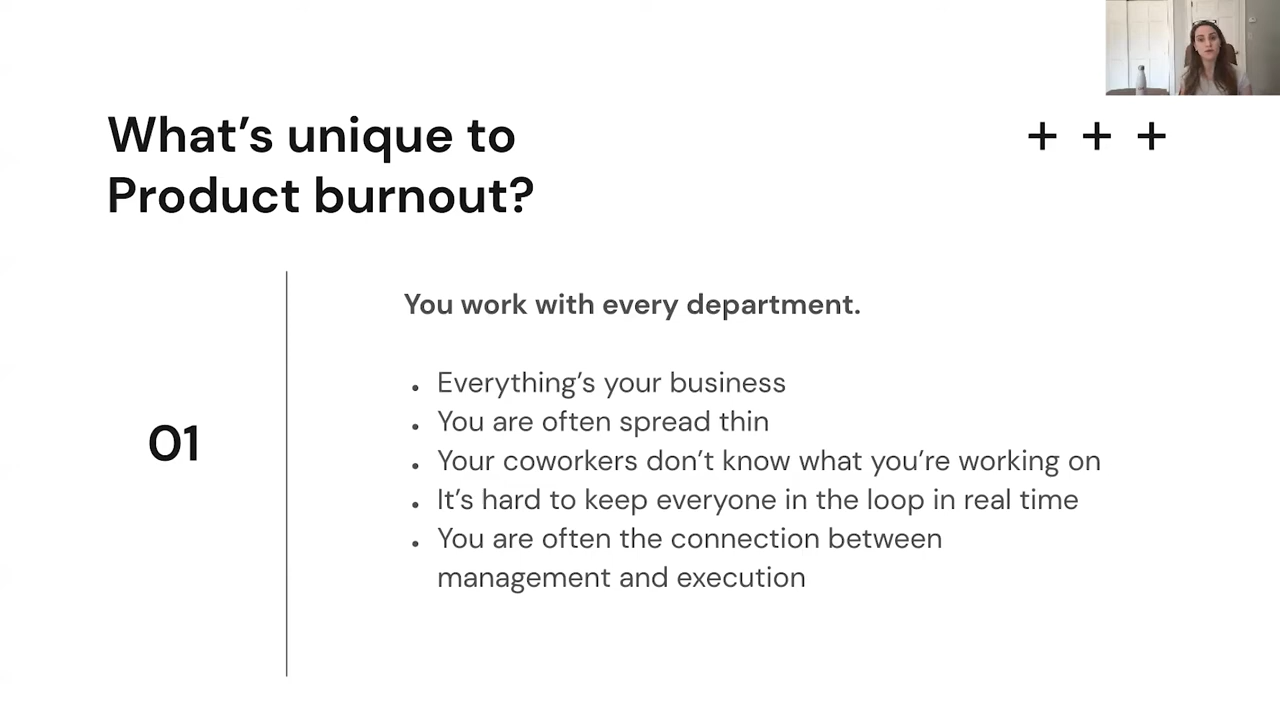 What’s unique to
Product burnout?
+ + +
01
You work with every department.
• Everything’s your business
• You are often spread thin
• Your coworkers don’t know what you’re working on
• It’s hard to keep everyone in the loop in real time
• You are often the connection between
management and execution